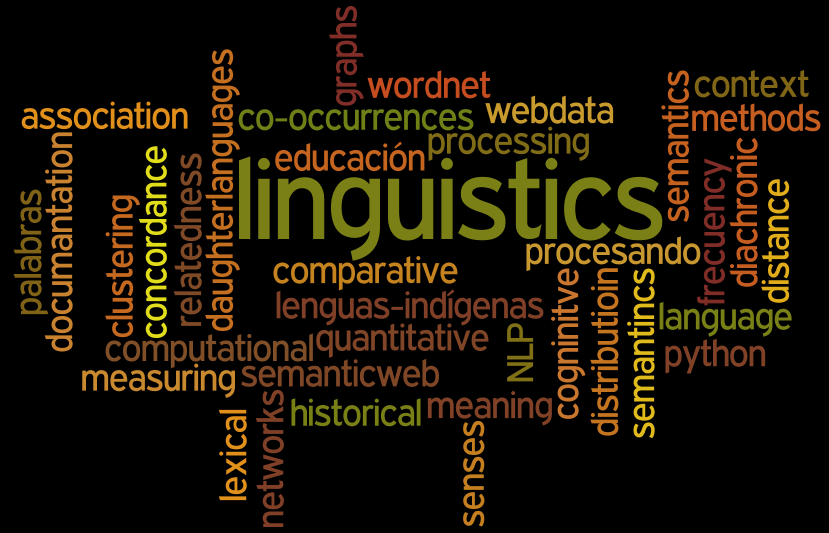 graphs
wordnet
context
association
co-occurrences
webdata
methods
semantics
processing
educación
linguistics
daughterlanguages
documantation
concordance
relatedness
palabras
clustering
frecuency
diachronic
distance
procesando
comparative
lenguas-indígenas
cogninitve
distributioin
semantincs
language
computational
quantitative
NLP
python
measuring
semanticweb
historical
meaning
lexical
networks
senses